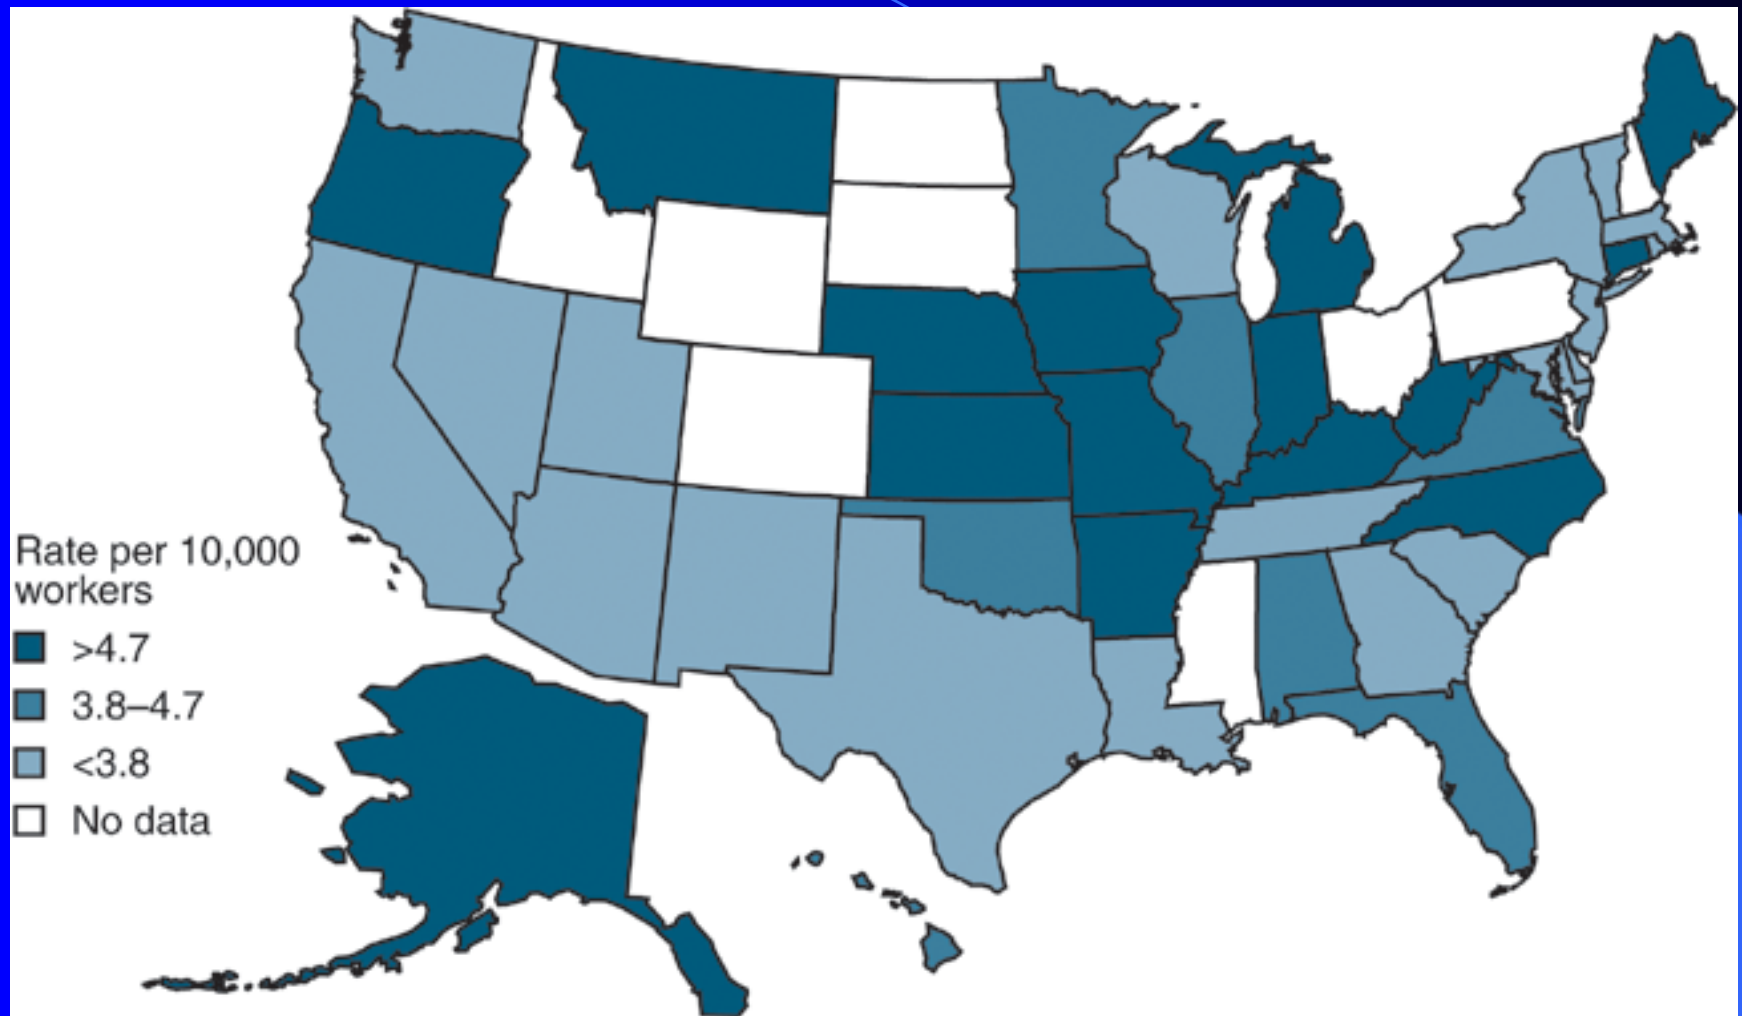 Rate per 10,000
workers
>4.7
3.8–4.7
<3.8
No data